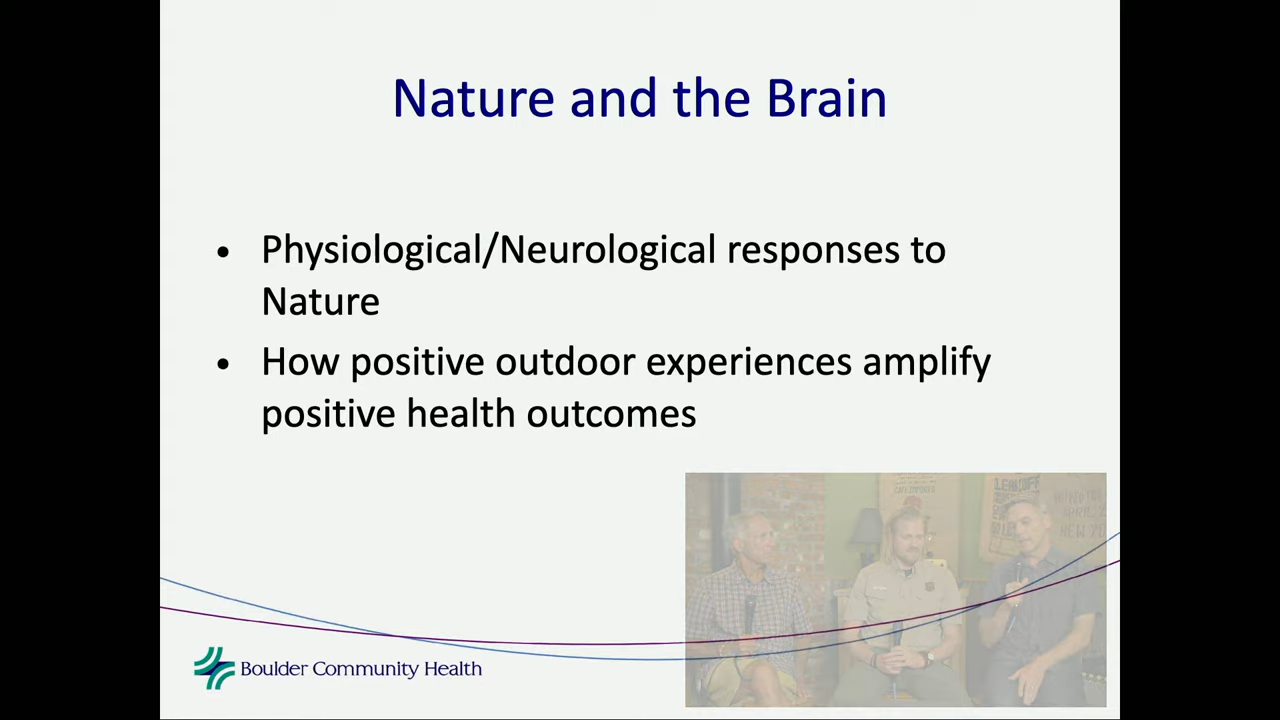 Nature and the Brain
• Physiological/Neurological responses to
Nature
• How positive outdoor experiences amplify
positive health outcomes
Boulder Community Health